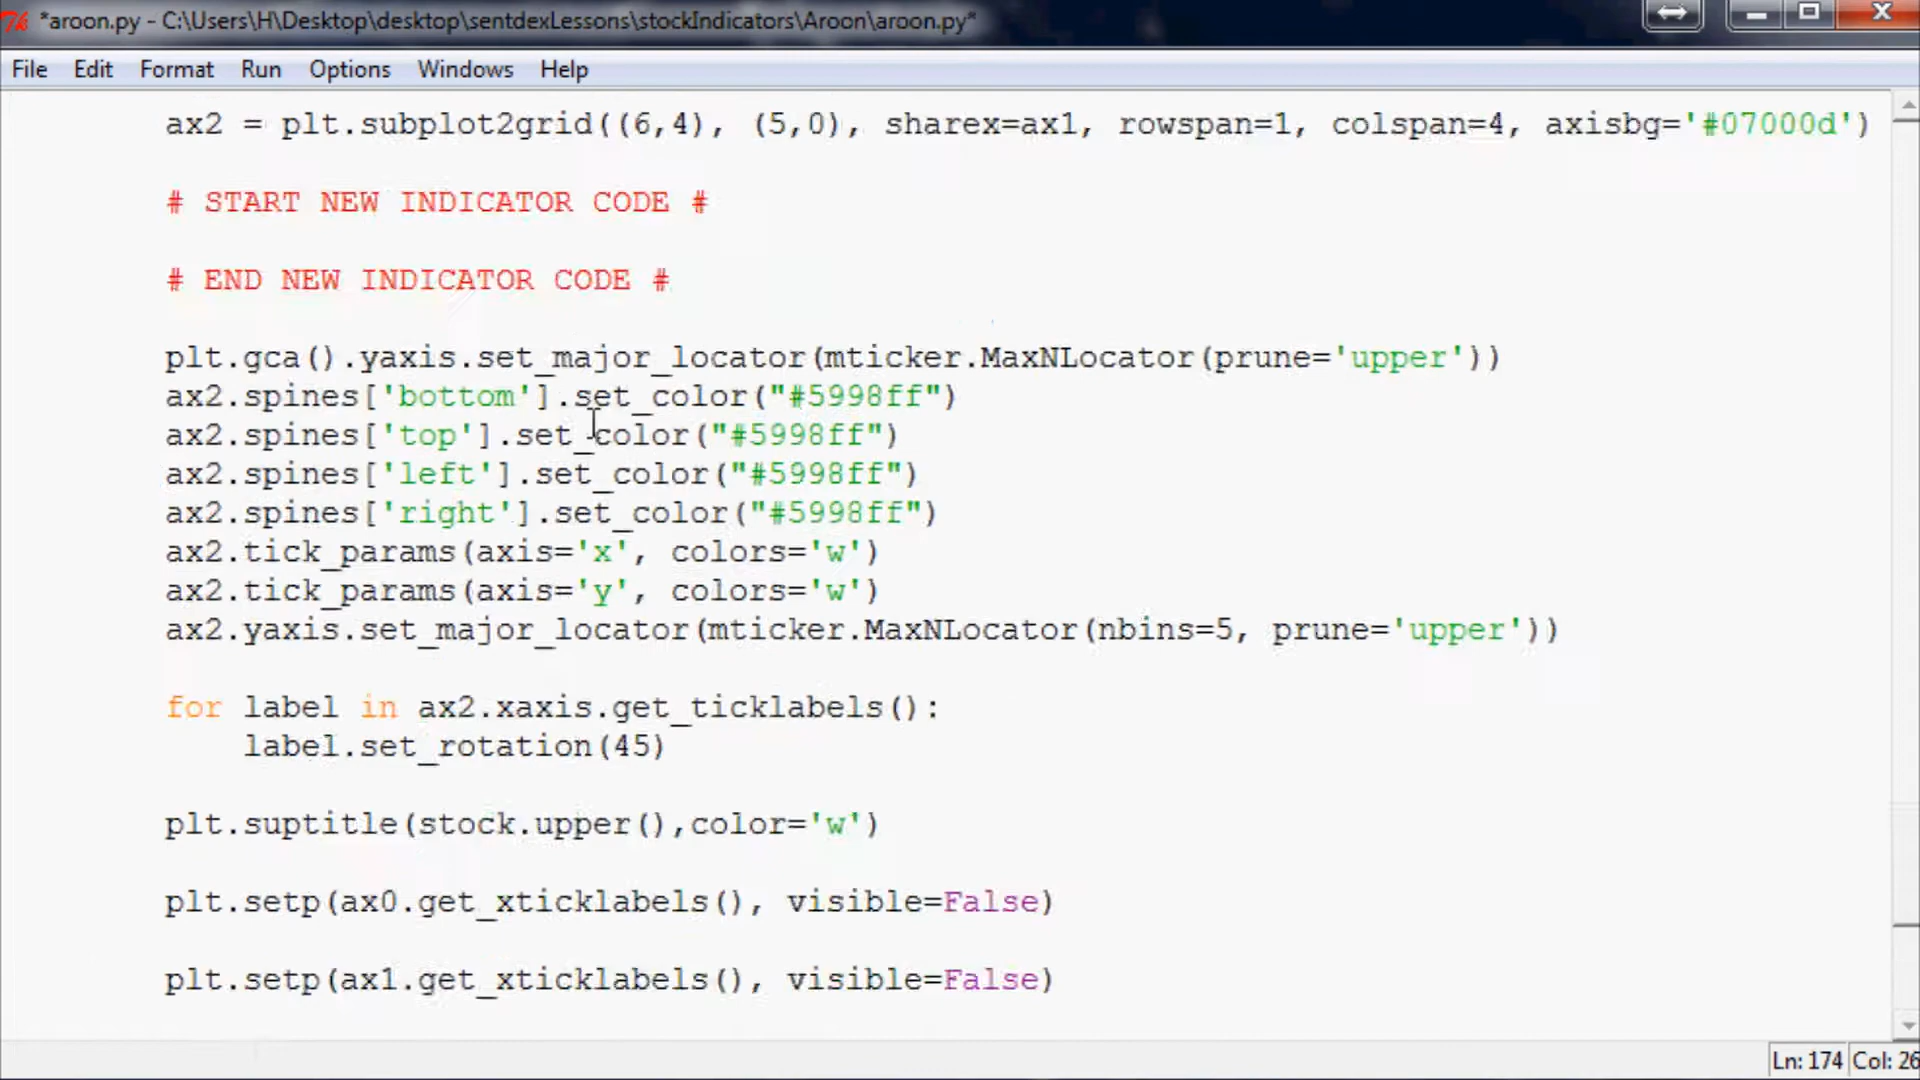 *aroon.py - C:\Users\H\Desktop\desktop\sentdexLessons\stockIndicators\Aroon\aroon.py*
File Edit Format Run Options Windows Help
ax2 = plt.subplot2grid((6,4), (5,0), sharex=ax1, rowspan=1, colspan=4, axisbg='#07000d')
# START NEW INDICATOR CODE #
# END NEW INDICATOR CODE #
plt.gca().yaxis.set_major_locator(mticker.MaxNLocator(prune='upper'))
ax2.spines['bottom'].set_color("#5998ff")
ax2.spines['top'].set_color("#5998ff")
ax2.spines['left'].set_color("#5998ff")
ax2.spines['right'].set_color("#5998ff")
ax2.tick_params(axis='x', colors='w')
ax2.tick_params(axis='y', colors='w')
ax2.yaxis.set_major_locator(mticker.MaxNLocator(nbins=5, prune='upper'))
for label in ax2.xaxis.get_ticklabels():
label.set_rotation(45)
plt.suptitle(stock.upper(),color='w')
plt.setp(ax0.get_xticklabels(), visible=False)
plt.setp(ax1.get_xticklabels(), visible=False)
Ln: 174 Col: 26